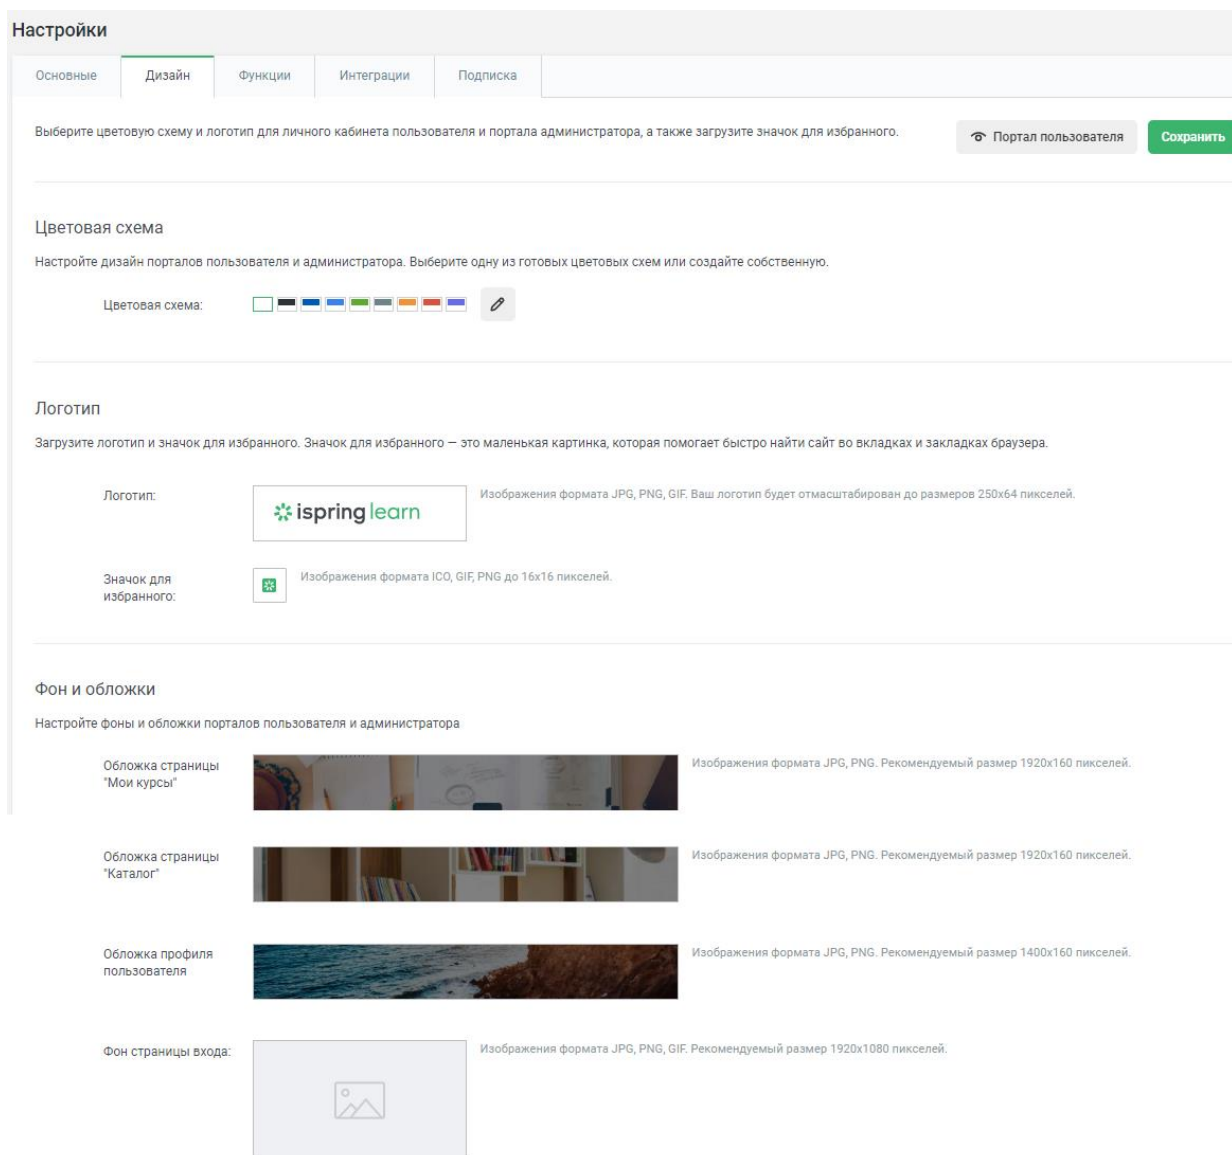 Настройки
Основные Дизайн Функции Интеграции Подписка
Выберите цветовую схему и логотип для личного кабинета пользователя и портала администратора, а также загрузите значок для избранного.
Портал пользователя
Сохранить
Цветовая схема
Настройте дизайн порталов пользователя и администратора. Выберите одну из готовых цветовых схем или создайте собственную.
Цветовая схема:
Логотип
Загрузите логотип и значок для избранного. Значок для избранного — это маленькая картинка, которая помогает быстро найти сайт во вкладках и закладках браузера.
Логотип:
ispring learn
Изображения формата JPG, PNG, GIF. Ваш логотип будет отмасштабирован до размеров 250x64 пикселей.
Значок для
избранного:
Изображения формата ICO, GIF, PNG до 16x16 пикселей.
Фон и обложки
Настройте фоны и обложки порталов пользователя и администратора
Обложка страницы
"Мои курсы"
Изображения формата JPG, PNG. Рекомендуемый размер 1920x160 пикселей.
Обложка страницы
"Каталог"
Изображения формата JPG, PNG. Рекомендуемый размер 1920x160 пикселей.
Обложка профиля
пользователя
Изображения формата JPG, PNG. Рекомендуемый размер 1400x160 пикселей.
Фон страницы входа:
Изображения формата JPG, PNG, GIF. Рекомендуемый размер 1920x1080 пикселей.